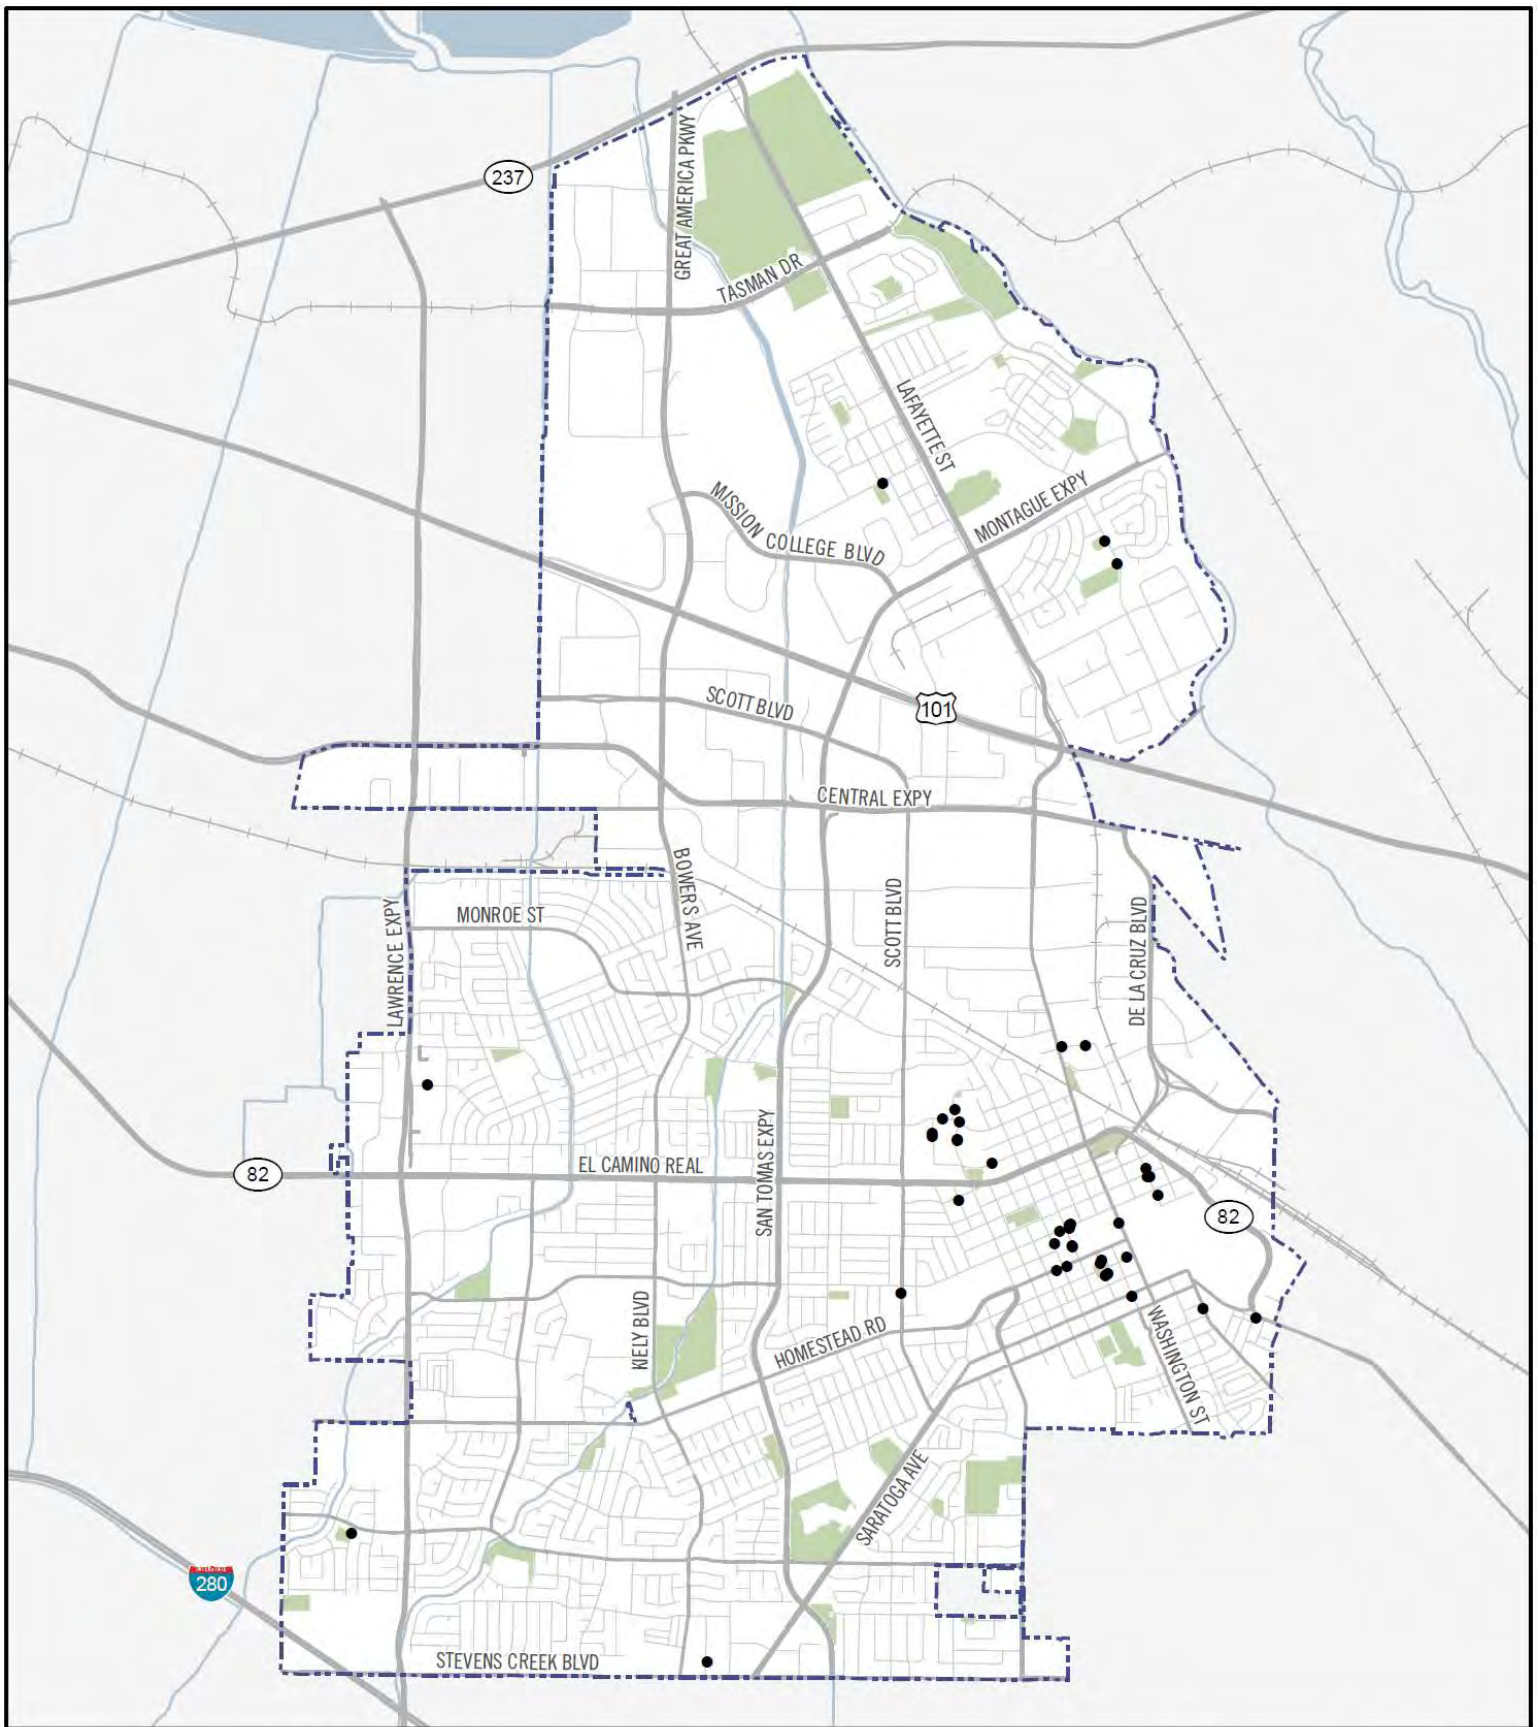 237
GREAT AMERICA PKWY
TASMAN DR
LAFAYETTE ST
MISSION COLLEGE BLVD
MONTAGUE EXPY
SCOTT BLVD
101
CENTRAL EXPY
BOWERS AVE
MONROE ST
SCOTT BLVD
LAWRENCE EXPY
DE LA CRUZ BLVD
EL CAMINO REAL
82
SAN TOMAS EXPY
82
KIELY BLVD
HOMESTEAD RD
WASHINGTON ST
SARATOGA AVE
280
STEVENS CREEK BLVD